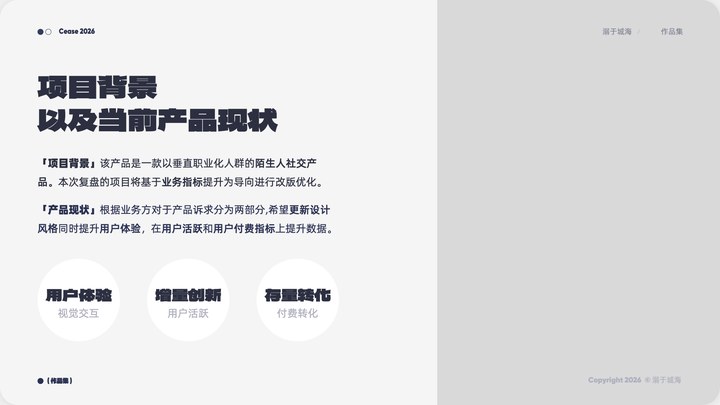 Cease 2026
溺于城海 /
作品集
项目背景
以及当前产品现状
「项目背景」该产品是一款以垂直职业化人群的陌生人社交产
品。本次复盘的项目将基于业务指标提升为导向进行改版优化。
「产品现状」根据业务方对于产品诉求分为两部分,希望更新设计
风格同时提升用户体验，在用户活跃和用户付费指标上提升数据。
用户体验
视觉交互
增量创新
用户活跃
存量转化
付费转化
(作品集)
Copyright 2026 © 溺于城海